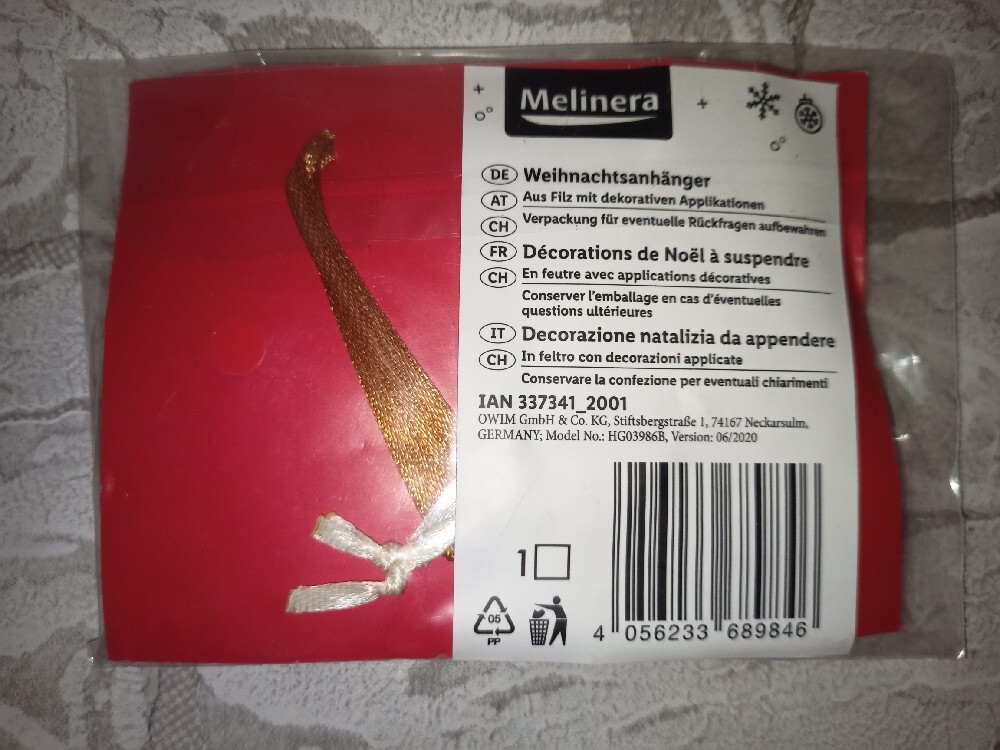 Melinera
DE Weihnachtsanhänger
AT Aus Filz mit dekorativen Applikationen
CH Verpackung für eventuelle Rückfragen aufbewahren
FR Décorations de Noël à suspendre
CH En feutre avec applications décoratives
Conserver l'emballage en cas d'éventuelles
questions ultérieures
IT Decorazione natalizia da appendere
CH In feltro con decorazioni applicate
Conservare la confezione per eventuali chiarimenti
IAN 337341_2001
OWIM GmbH & Co. KG, Stiftsbergstraße 1, 74167 Neckarsulm,
GERMANY; Model No.: HG03986B, Version: 06/2020
1
05
PP
4 056233 689846